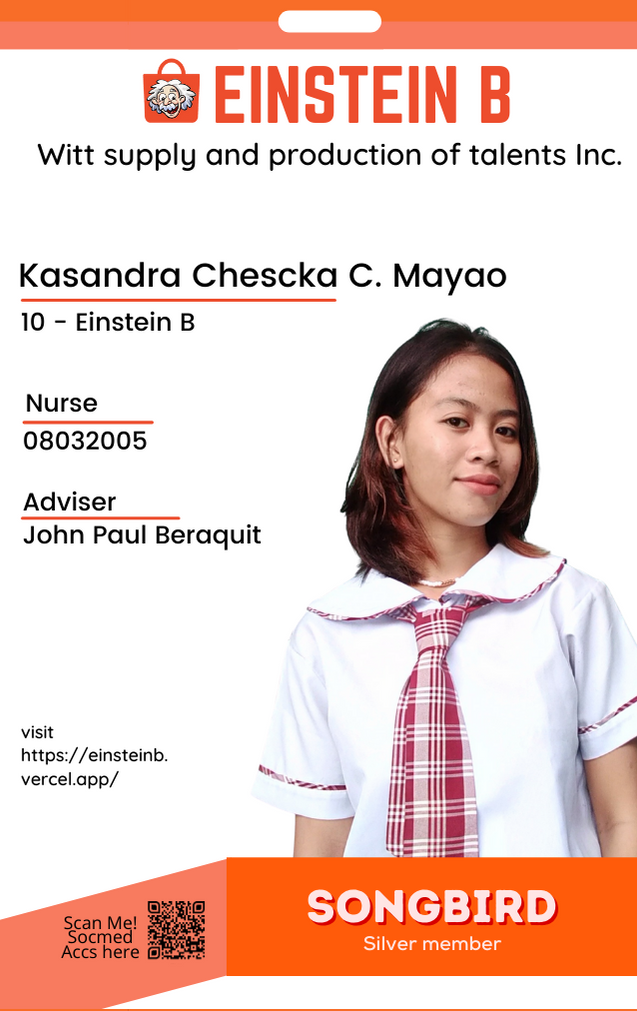 EINSTEIN B
Witt supply and production of talents Inc.
Kasandra Chescka C. Mayao
10 - Einstein B
Nurse
08032005
Adviser
John Paul Beraquit
visit
https://einsteinb.
vercel.app/
Scan Me!
Socmed
Accs here
SONGBIRD
Silver member